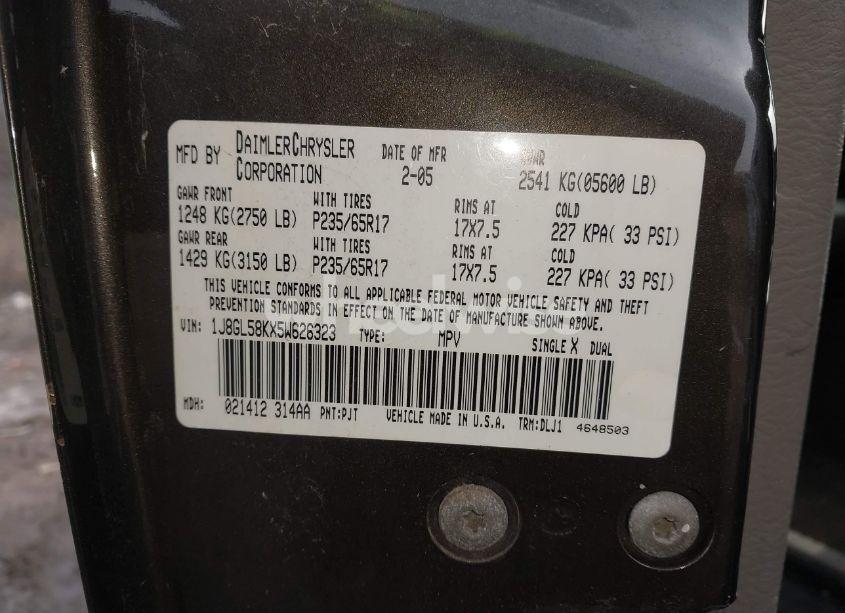 MFD BY DAIMLERCHRYSLER CORPORATION DATE OF MFR 2-05 2541 KG(05600 LB)
GAWR FRONT WITH TIRES RIMS AT COLD
1248 KG(2750 LB) P235/65R17 17X7.5 227 KPA( 33 PSI)
GAWR REAR WITH TIRES RIMS AT COLD
1429 KG(3150 LB) P235/65R17 17X7.5 227 KPA( 33 PSI)
THIS VEHICLE CONFORMS TO ALL APPLICABLE FEDERAL MOTOR VEHICLE SAFETY AND THEFT
PREVENTION STANDARDS IN EFFECT ON THE DATE OF MANUFACTURE SHOWN ABOVE.
VIN: 1J8GL58KX5W626323 TYPE: MPV SINGLE X DUAL
MDH: 021412 314AA PNT:PJT VEHICLE MADE IN U.S.A. TRM:DLJ1 4648503